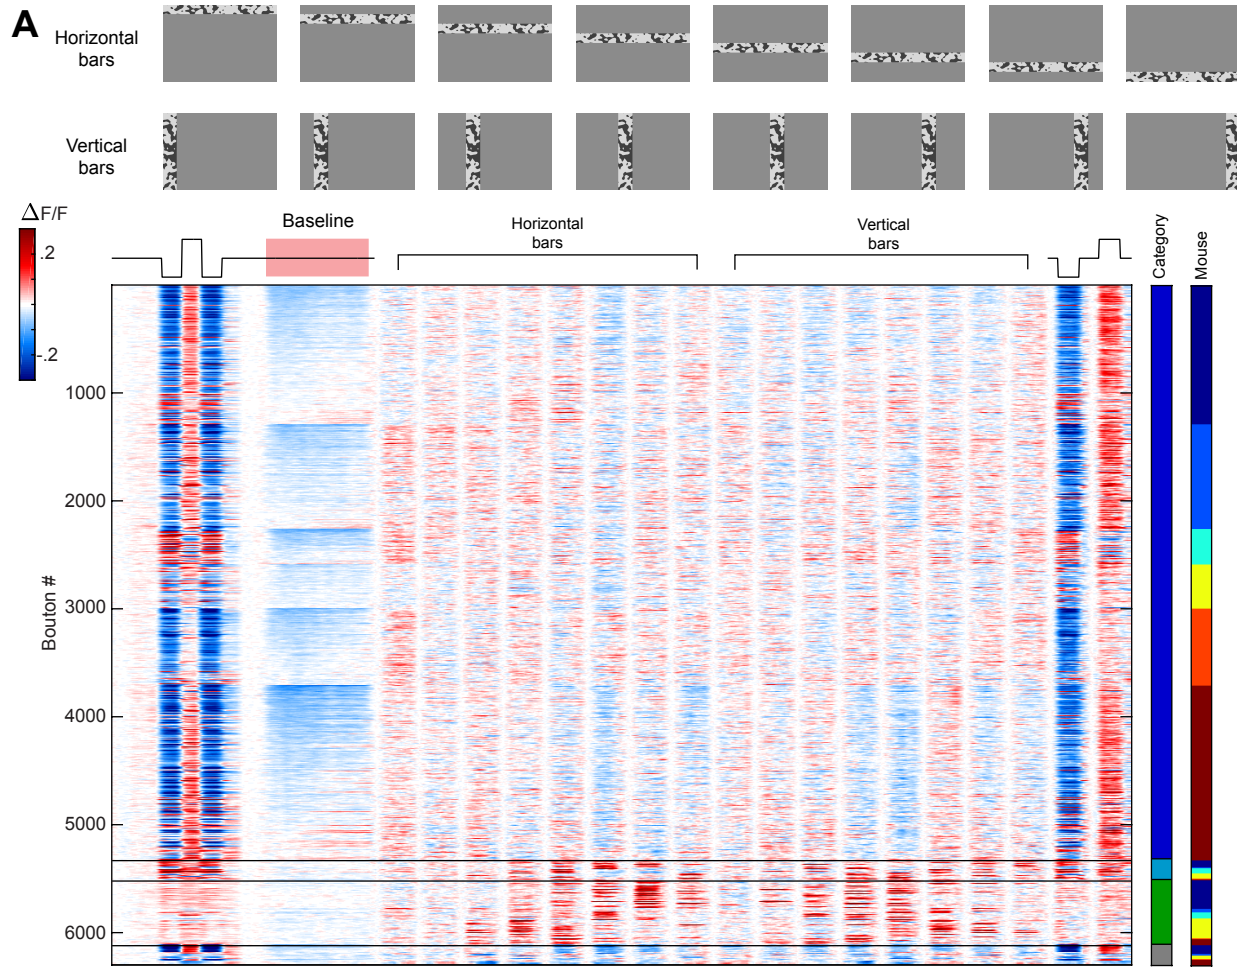 A
Horizontal
bars
Vertical
bars
ΔF/F
.2
-.2
Baseline
Horizontal
bars
Vertical
bars
Category
Mouse
Bouton #
1000
2000
3000
4000
5000
6000